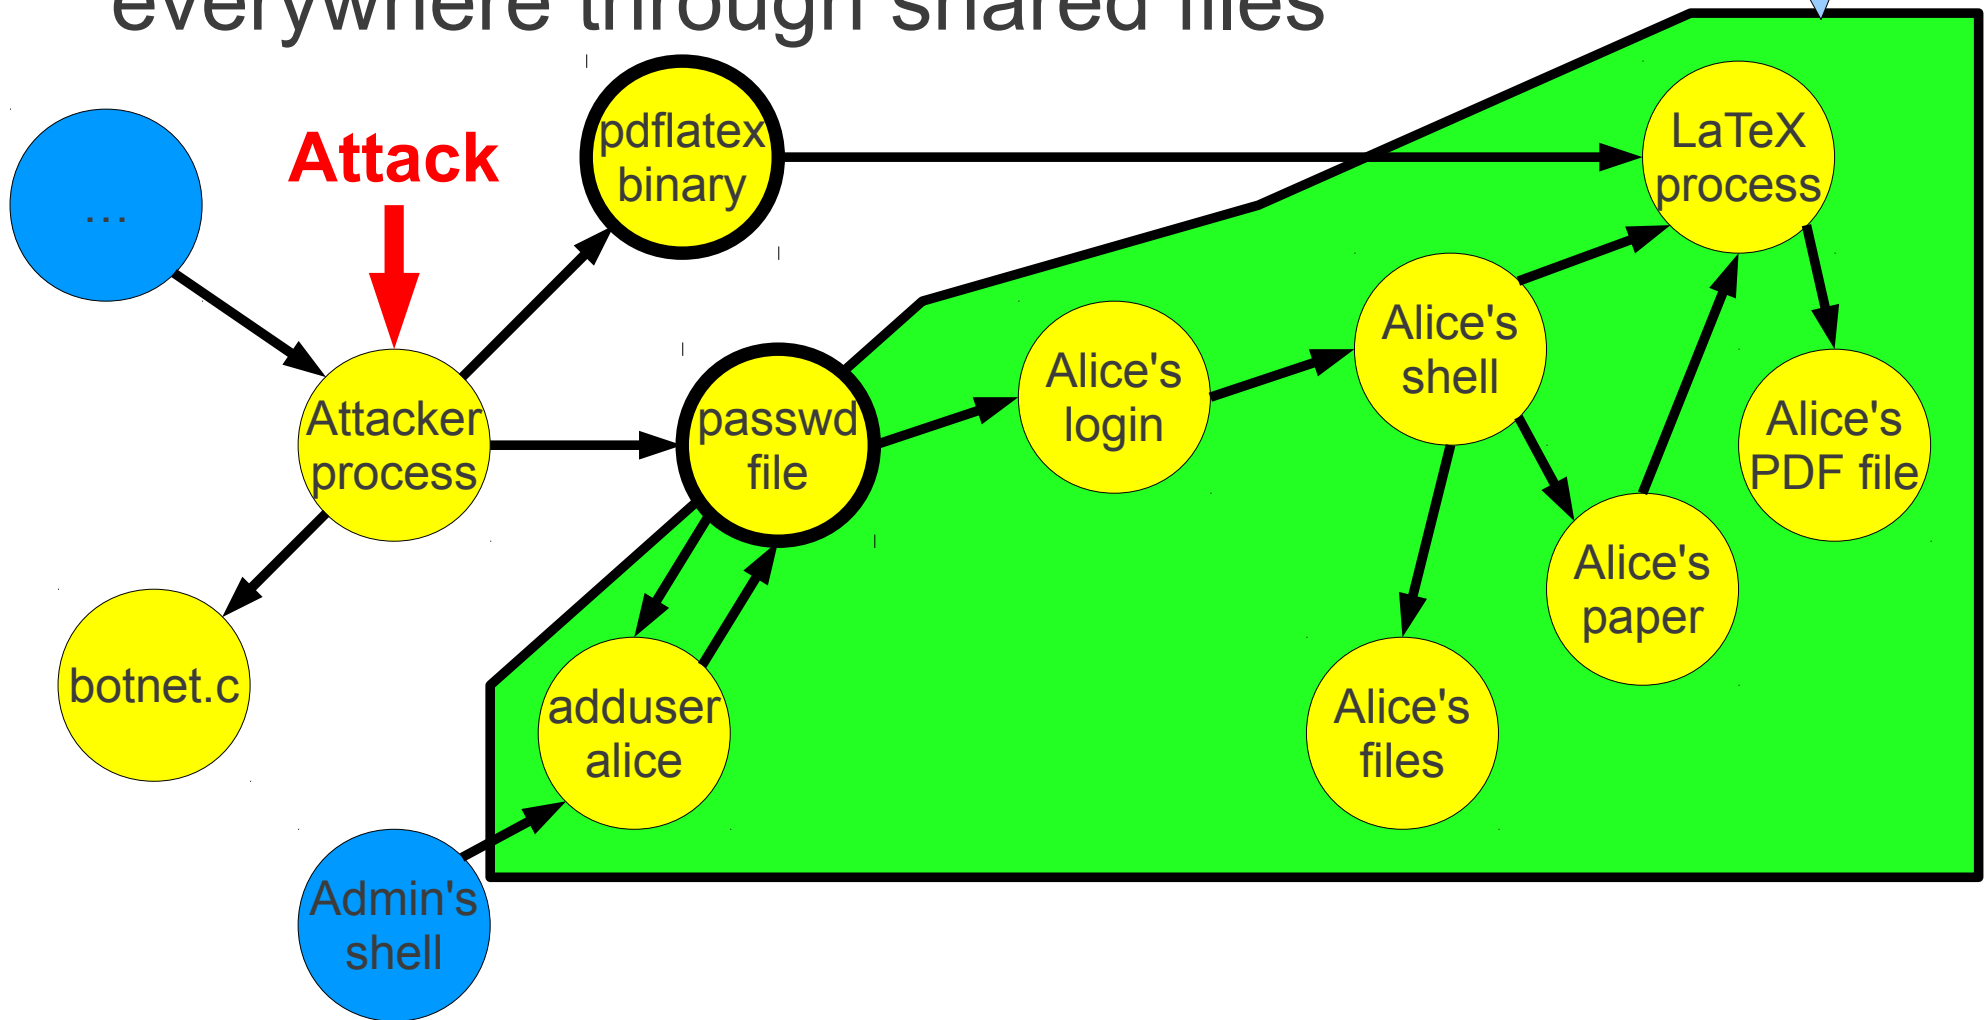 everywhere through shared files
...
Attack
pdflatex
binary
LaTeX
process
Attacker
process
passwd
file
Alice's
login
Alice's
shell
Alice's
PDF file
Alice's
paper
botnet.c
adduser
alice
Alice's
files
Admin's
shell